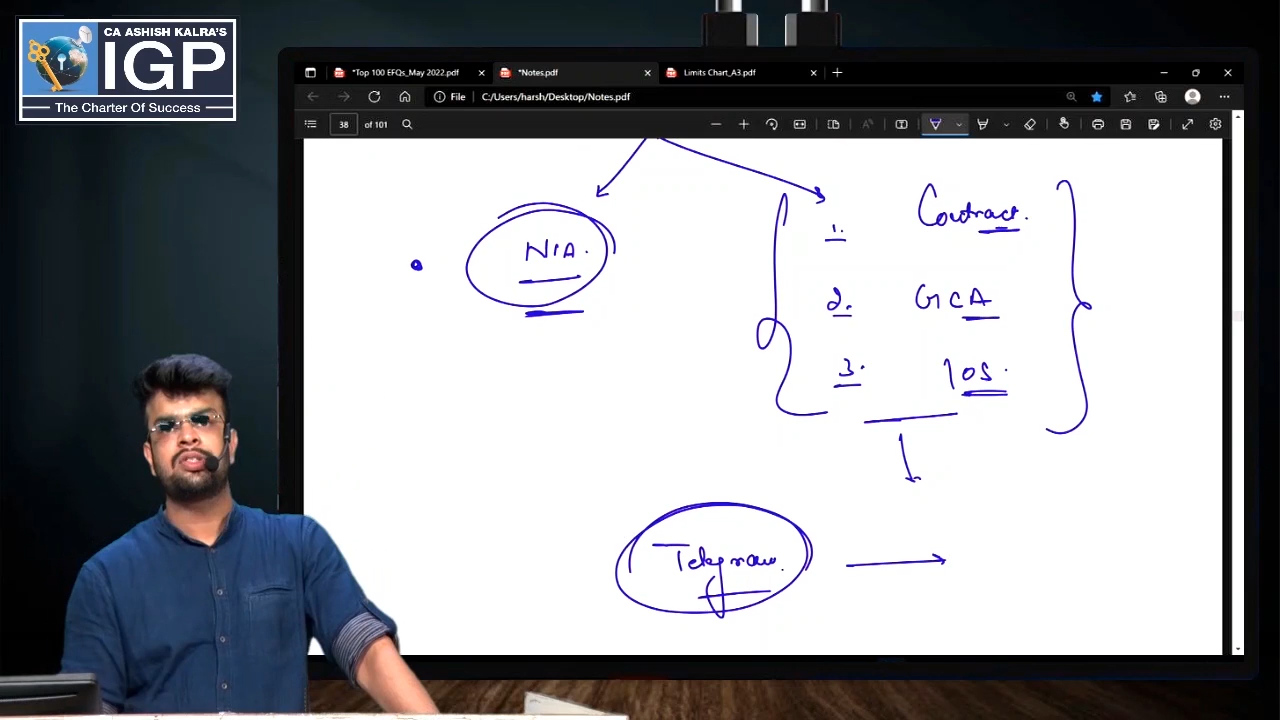 CA ASHISH KALRA'S
IGP
The Charter Of Success
*Top 100 EFQs_May 2022.pdf
*Notes.pdf
Limits Chart_A3.pdf
File C:/Users/harsh/Desktop/Notes.pdf
38 of 101
NIA.
1. Contract.
2. GCA
3. IOS.
Telegram.